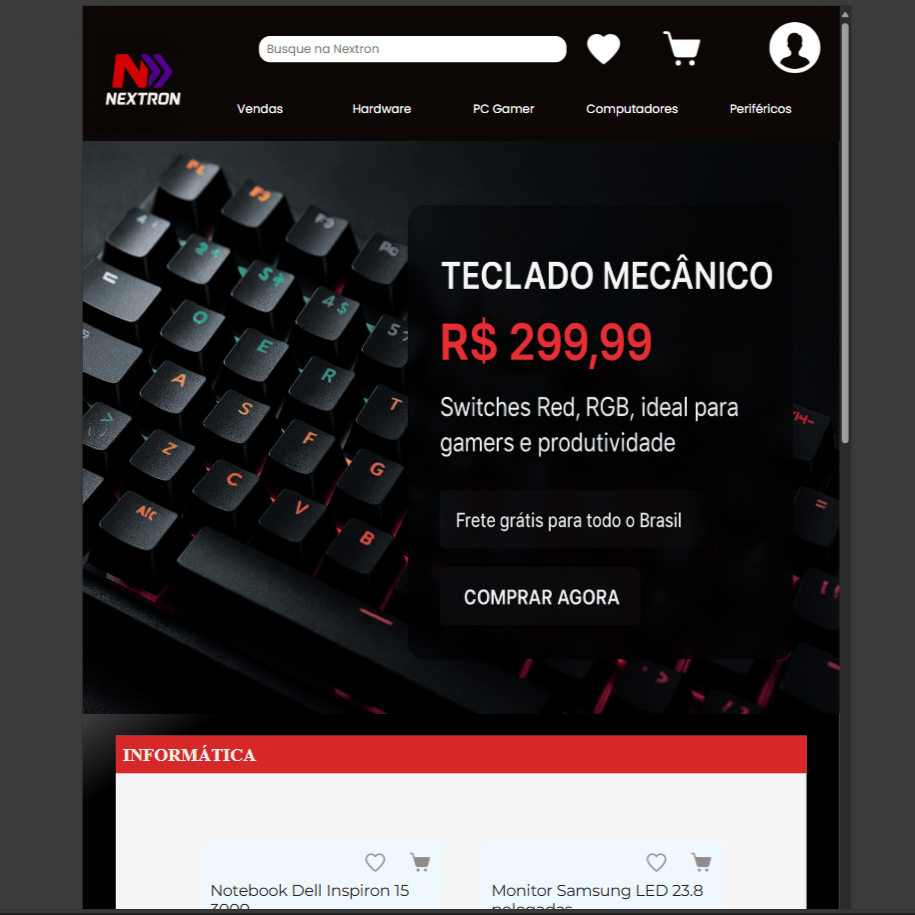 Busque na Nextron
NEXTRON
Vendas
Hardware
PC Gamer
Computadores
Periféricos
TECLADO MECÂNICO
R$ 299,99
Switches Red, RGB, ideal para
gamers e produtividade
Frete grátis para todo o Brasil
COMPRAR AGORA
Q
E
R
T
A
S
F
G
Z
C
V
B
INFORMÁTICA
Notebook Dell Inspiron 15
3000
Monitor Samsung LED 23.8
polegadas